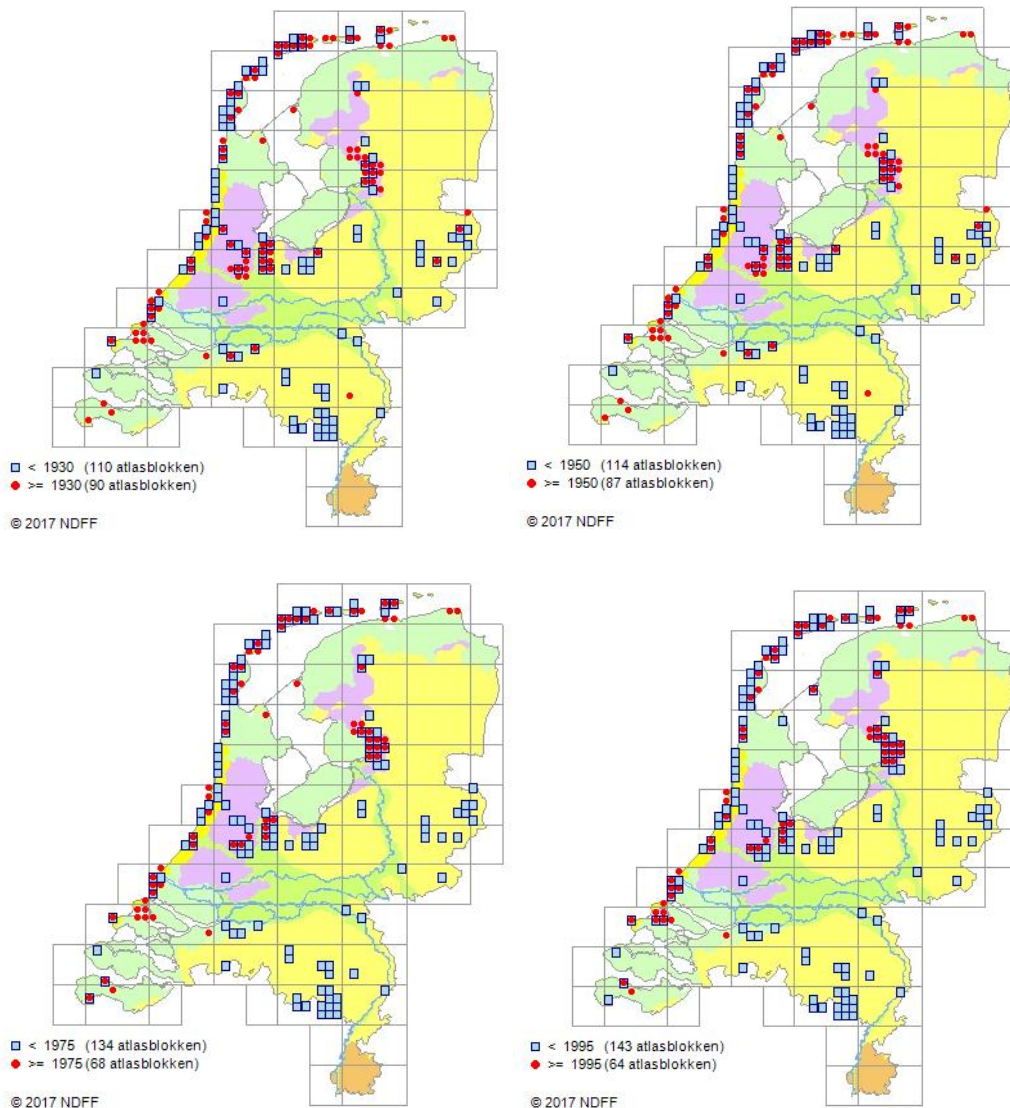 < 1930 (110 atlasblokken)
>= 1930 (90 atlasblokken)
© 2017 NDFF
< 1950 (114 atlasblokken)
>= 1950 (87 atlasblokken)
© 2017 NDFF
< 1975 (134 atlasblokken)
>= 1975 (68 atlasblokken)
© 2017 NDFF
< 1995 (143 atlasblokken)
>= 1995 (64 atlasblokken)
© 2017 NDFF